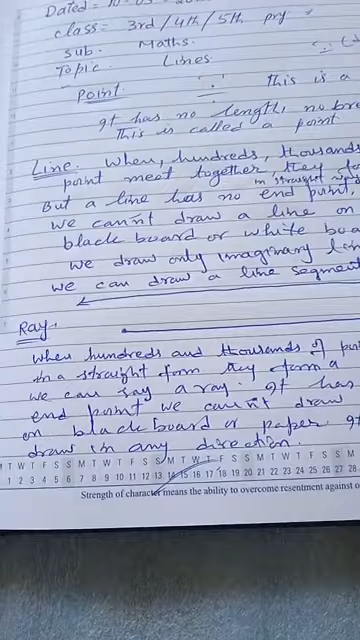 Dated = 10-03-
class = 3rd/4th/5th pry
Sub. Maths.
Topic Lines
Point this is a
It has no length, no bre
This is called a point
Line. When, hundreds, thousands
point meet together they fo
in straight
But a line has no end point,
we cann't draw a line on
black board or white boa
we draw only imaginary
we can draw a line segment
Ray.
When hundreds and thousands of poi
in a straight form they form a
we can say a ray. It has
end point we cann't draw
on black board or paper. It
draw in any direction.
T W T F S S M T W T F S S M T W T F S S M T W T F S S M
1 2 3 4 5 6 7 8 9 10 11 12 13 14 15 16 17 18 19 20 21 22 23 24 25 26 27 28
Strength of character means the ability to overcome resentment against o